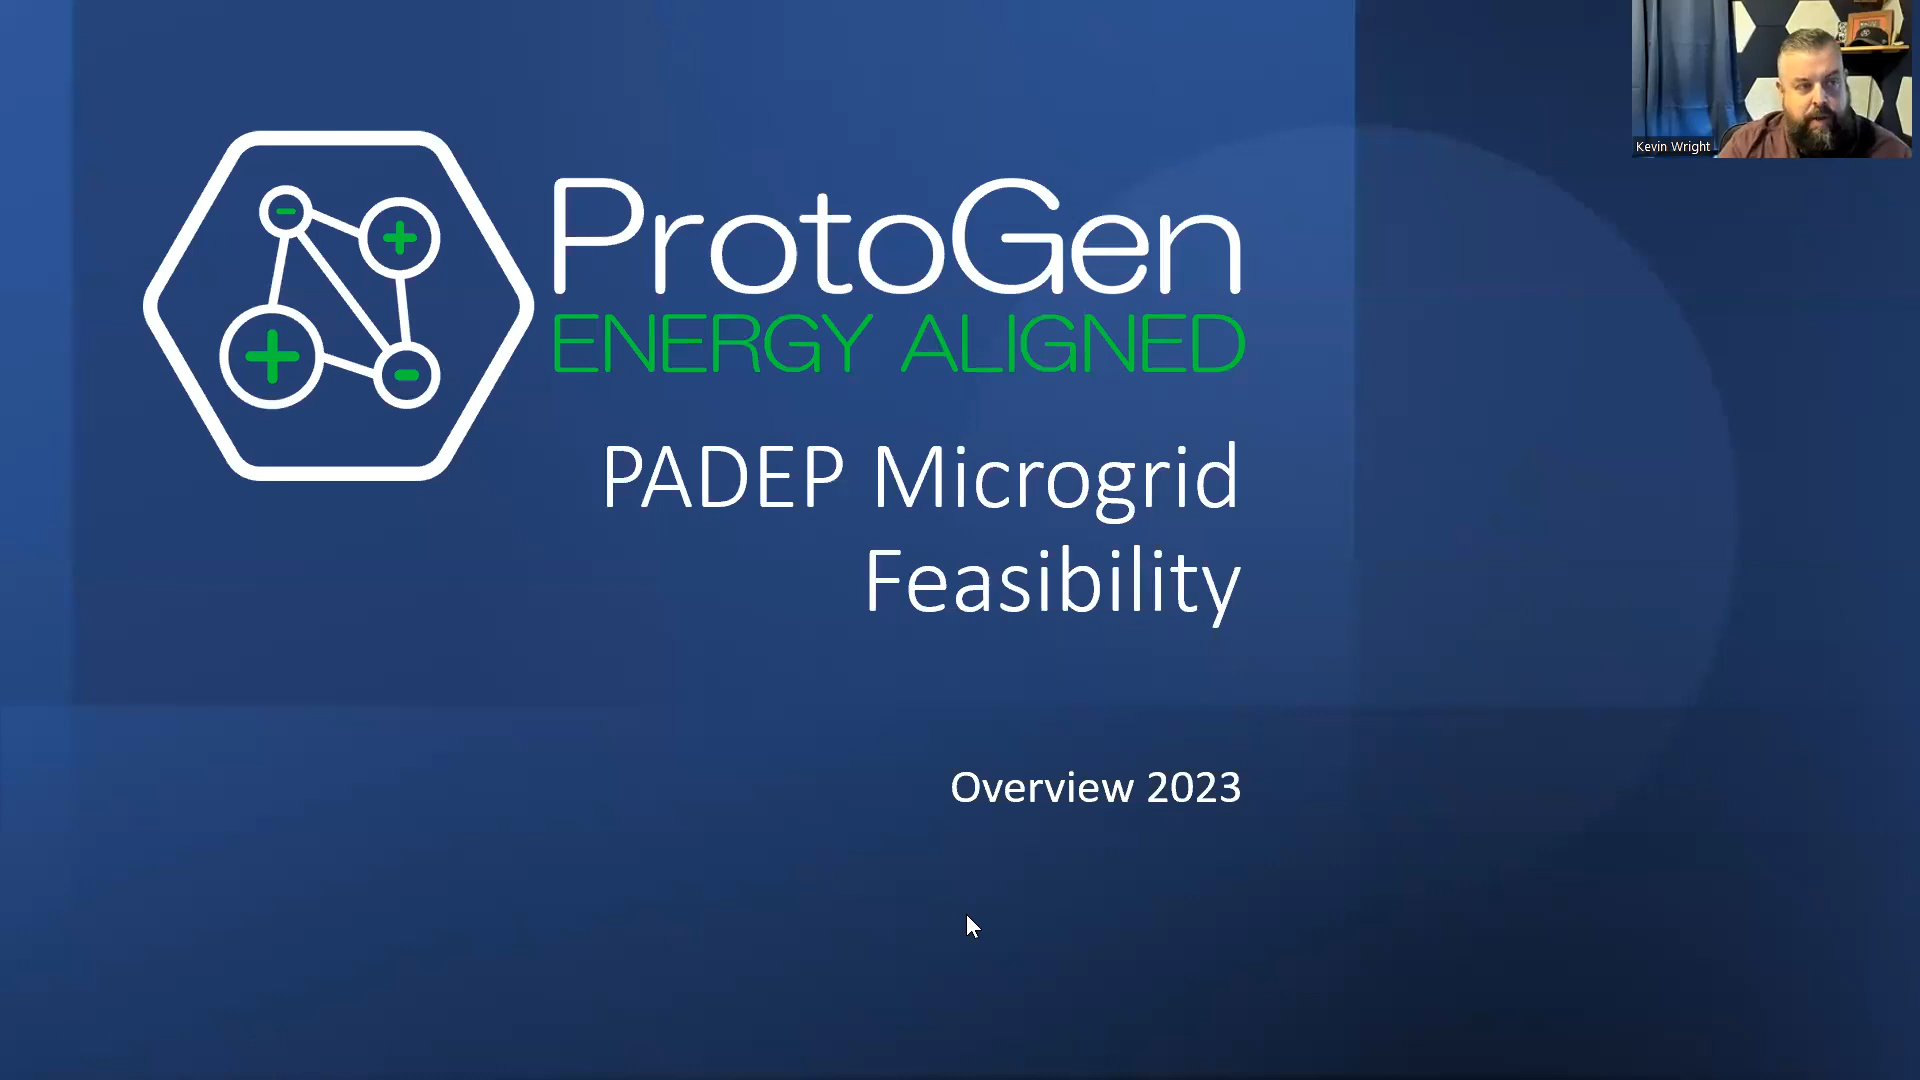 ProtoGen
ENERGY ALIGNED
PADEP Microgrid
Feasibility
Overview 2023
Kevin Wright